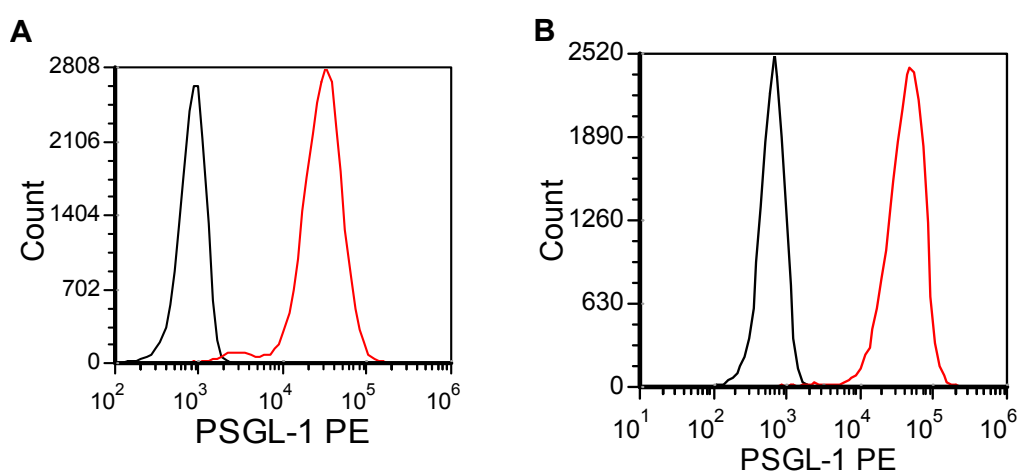 A
Count
2808
2106
1404
702
0
10² 10³ 10⁴ 10⁵ 10⁶
PSGL-1 PE
B
Count
2520
1890
1260
630
0
10¹ 10² 10³ 10⁴ 10⁵ 10⁶
PSGL-1 PE